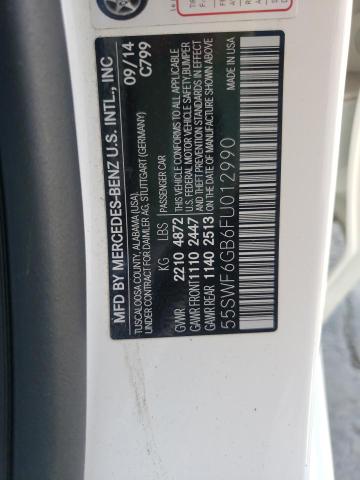 MFD BY MERCEDES-BENZ U.S. INTL., INC
TUSCALOOSA COUNTY, ALABAMA (USA)
UNDER CONTRACT FOR DAIMLER AG, STUTTGART (GERMANY)
09/14
C799
KG LBS PASSENGER CAR
GVWR 2210 4872
GAWR FRONT 1110 2447
GAWR REAR 1140 2513
THIS VEHICLE CONFORMS TO ALL APPLICABLE
U.S. FEDERAL MOTOR VEHICLE SAFETY, BUMPER
AND THEFT PREVENTION STANDARDS IN EFFECT
ON THE DATE OF MANUFACTURE SHOWN ABOVE
55SWF6GB6FU012990